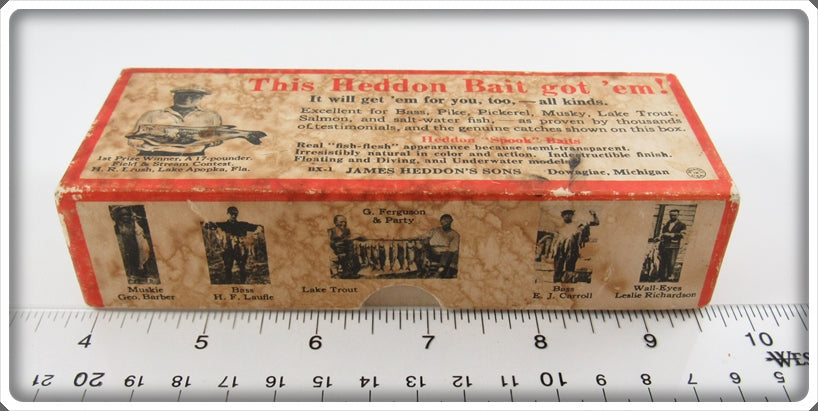 This Heddon Bait got 'em!
It will get 'em for you, too, — all kinds.
Excellent for Bass, Pike, Pickerel, Musky, Lake Trout,
Salmon, and salt-water fish, — as proven by thousands
of testimonials, and the genuine catches shown on this box.
Heddon "Spook" Baits
Real "fish-flesh" appearance because semi-transparent.
Irresistibly natural in color and action. Indestructible finish.
Floating and Diving, and Underwater models.
BX-1 JAMES HEDDON'S SONS Dowagiac, Michigan
1st Prize Winner, A 17-pounder.
Field & Stream Contest.
H. R. Lrush, Lake Apopka, Fla.
Muskie
Geo. Barber
Bass
H. F. Laufle
G. Ferguson
& Party
Lake Trout
Bass
E. J. Carroll
Wall-Eyes
Leslie Richardson
4 5 6 7 8 9 10
WES
21 20 19 18 17 16 15 14 13 12 11 10 9 8 7 6 5